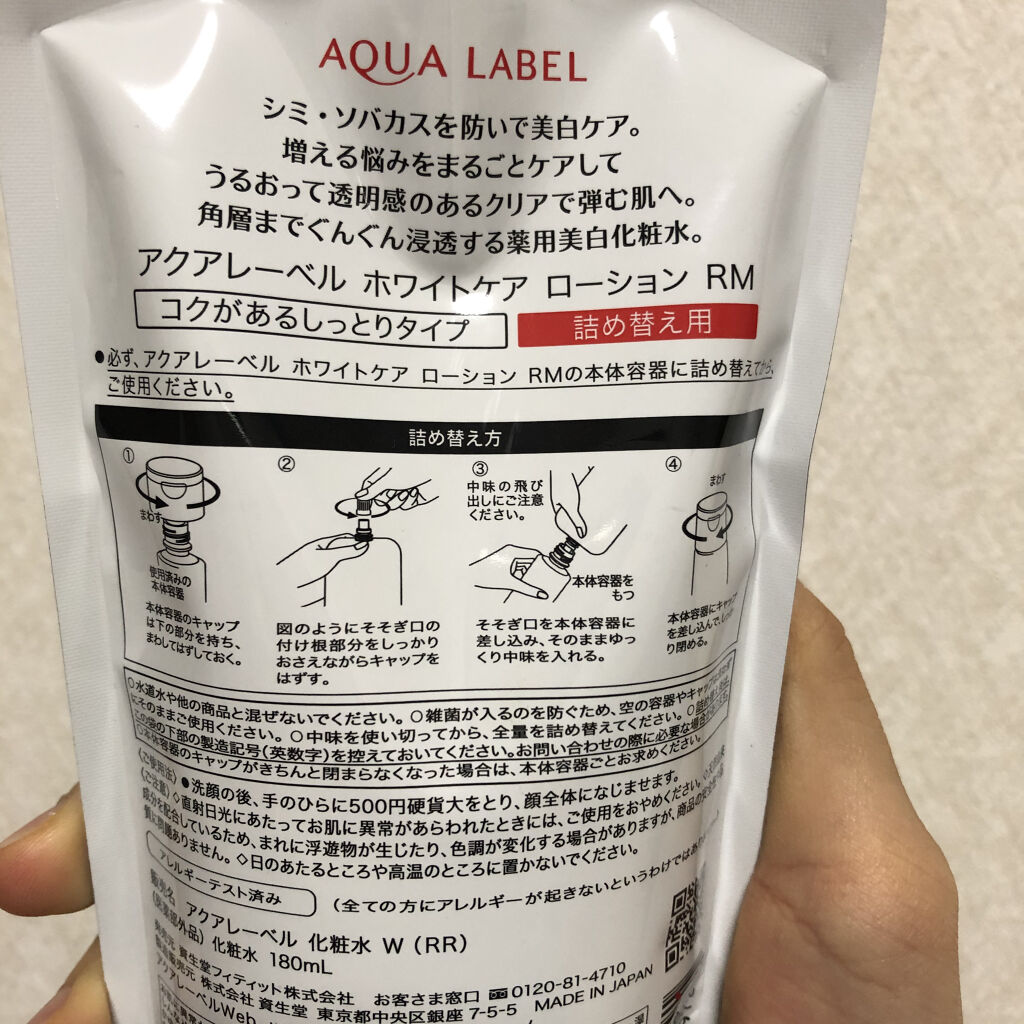 AQUA LABEL
シミ・ソバカスを防いで美白ケア。
増える悩みをまるごとケアして
うるおって透明感のあるクリアで弾む肌へ。
角層までぐんぐん浸透する薬用美白化粧水。
アクアレーベル ホワイトケア ローション RM
コクがあるしっとりタイプ
詰め替え用
●必ず、アクアレーベル ホワイトケア ローション RMの本体容器に詰め替えてから、
ご使用ください。
詰め替え方
①
まわす
使用済みの
本体容器
本体容器のキャップ
は下の部分を持ち、
まわしてはずしておく。
②
図のようにそそぎ口の
付け根部分をしっかり
おさえながらキャップを
はずす。
③
中味の飛び
出しにご注意
ください。
本体容器を
もつ
そそぎ口を本体容器に
差し込み、そのままゆっ
くり中味を入れる。
④
まわす
本体容器にキャップ
を差し込んで、しっか
り閉める。
○水道水や他の商品と混ぜないでください。○雑菌が入るのを防ぐため、空の容器やキャップは
にそのままご使用ください。○中味を使い切ってから、全量を詰め替えてください。
この袋の下部の製造記号(英数字)を控えておいてください。お問い合わせの際に必要な場合
○本体容器のキャップがきちんと閉まらなくなった場合は、本体容器ごとお求めください。
〈ご使用法〉●洗顔の後、手のひらに500円硬貨大をとり、顔全体になじませます。
〈ご注意〉◇直射日光にあたってお肌に異常があらわれたときには、ご使用をおやめください。
成分を配合しているため、まれに浮遊物が生じたり、色調が変化する場合がありますが、商品の
質に問題ありません。◇日のあたるところや高温のところに置かないでください。
アレルギーテスト済み
(全ての方にアレルギーが起きないというわけでは
販売名 アクアレーベル 化粧水 W (RR)
(医薬部外品) 化粧水 180mL
発売元 資生堂フィティット株式会社 お客さま窓口 0120-81-4710
製造販売元 株式会社 資生堂 東京都中央区銀座 7-5-5 MADE IN JAPAN
アクアレーベルWeb